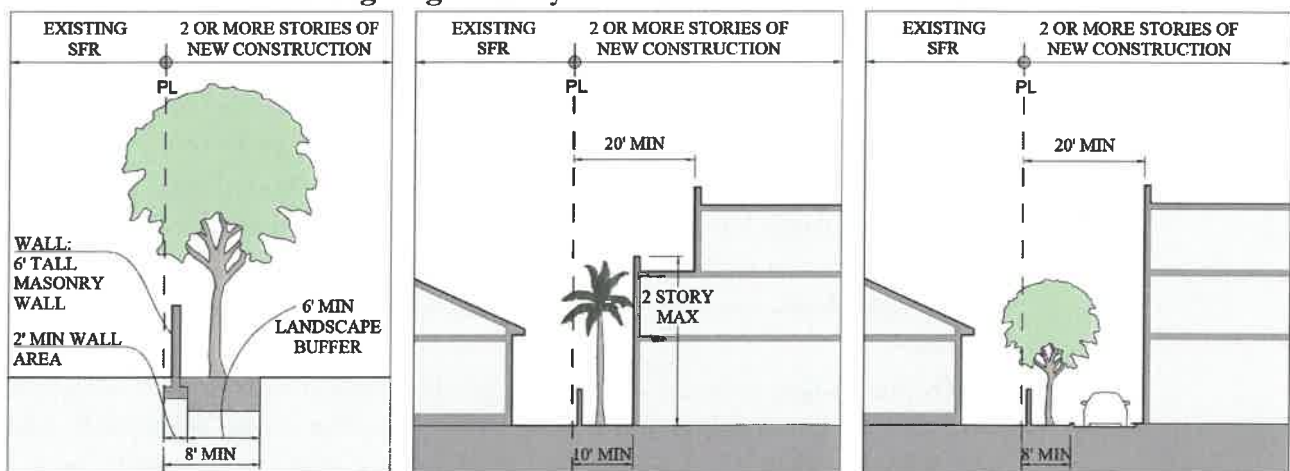 EXISTING
SFR
2 OR MORE STORIES OF
NEW CONSTRUCTION
PL
WALL:
6' TALL
MASONRY
WALL
2' MIN WALL
AREA
6' MIN
LANDSCAPE
BUFFER
8' MIN
EXISTING
SFR
2 OR MORE STORIES OF
NEW CONSTRUCTION
PL
20' MIN
2 STORY
MAX
10' MIN
EXISTING
SFR
2 OR MORE STORIES OF
NEW CONSTRUCTION
PL
20' MIN
8' MIN